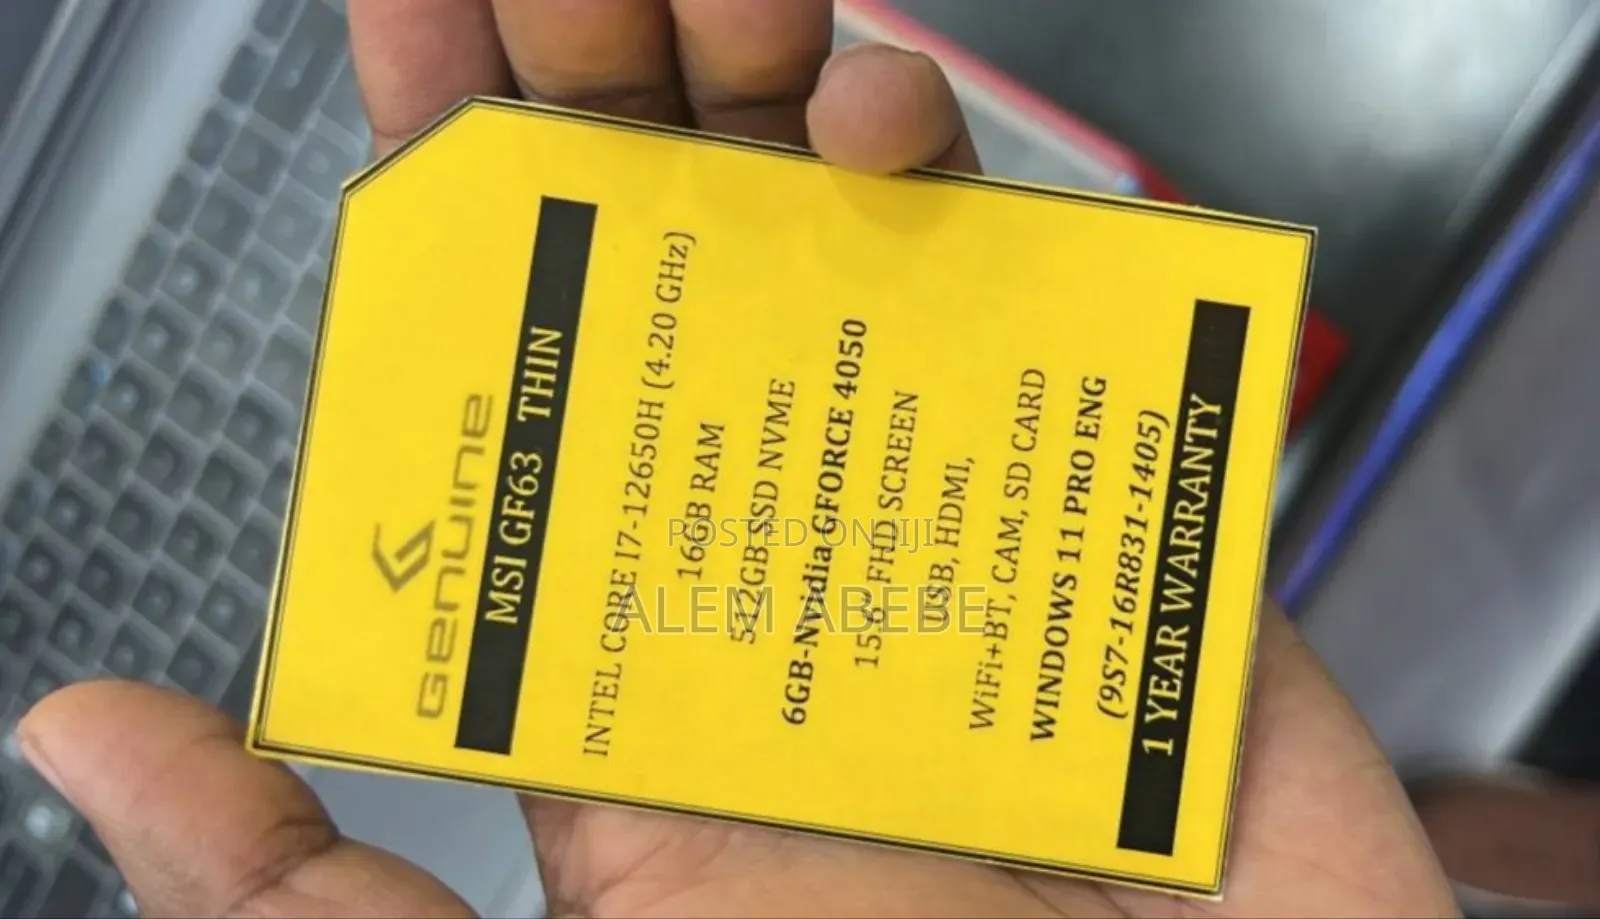 Genuine
MSI GF63 THIN
INTEL CORE I7-12650H (4.20 GHz)
16GB RAM
512GB SSD NVME
6GB-Nvidia GFORCE 4050
15.6" FHD SCREEN
USB, HDMI,
WiFi+BT, CAM, SD CARD
WINDOWS 11 PRO ENG
(9S7-16R831-1405)
1 YEAR WARRANTY
POSTED ON JIJI
ALEM ABEBE